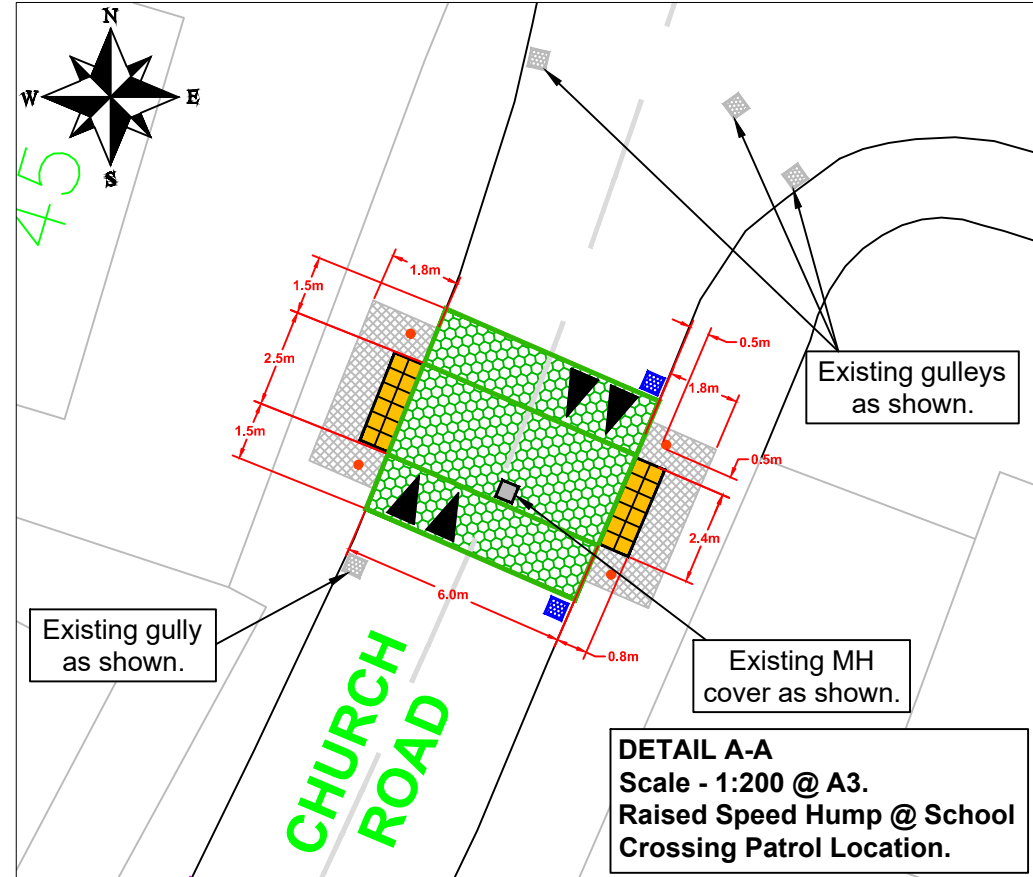 N
W
E
S
45
1.8m
1.5m
2.5m
1.5m
0.5m
1.8m
0.5m
2.4m
6.0m
0.8m
Existing gulleys
as shown.
Existing gully
as shown.
Existing MH
cover as shown.
CHURCH
ROAD
DETAIL A-A
Scale - 1:200 @ A3.
Raised Speed Hump @ School
Crossing Patrol Location.